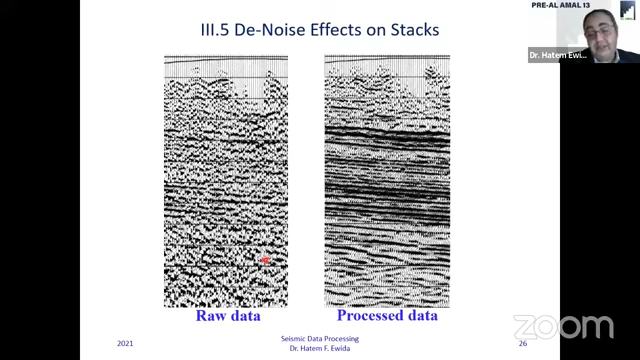 PRE-AL AMAL 13
III.5 De-Noise Effects on Stacks
Dr. Hatem Ewi...
Raw data
Processed data
zoom
2021
Seismic Data Processing
Dr. Hatem F. Ewida
26